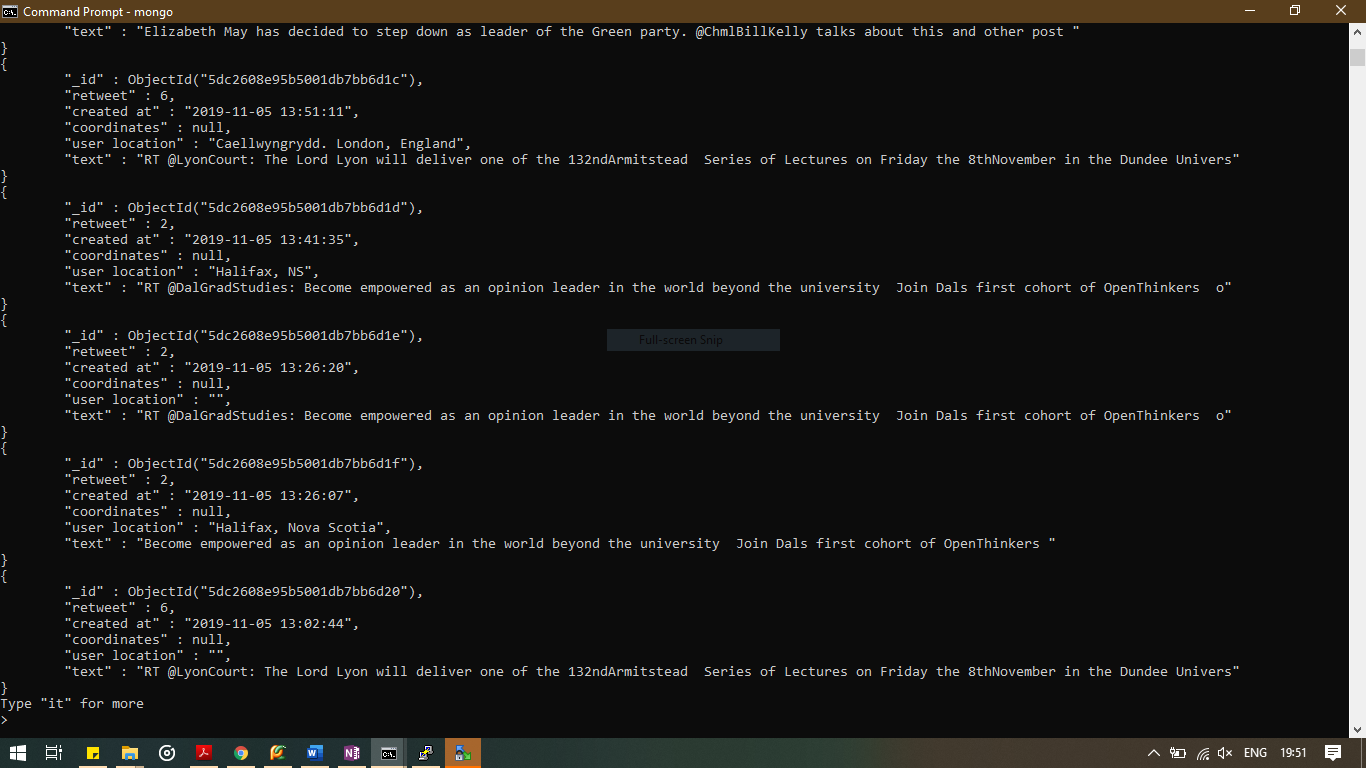 Command Prompt - mongo
"text" : "Elizabeth May has decided to step down as leader of the Green party. @ChmlBillKelly talks about this and other post "
}
{
"_id" : ObjectId("5dc2608e95b5001db7bb6d1c"),
"retweet" : 6,
"created at" : "2019-11-05 13:51:11",
"coordinates" : null,
"user location" : "Caellwyngrydd. London, England",
"text" : "RT @LyonCourt: The Lord Lyon will deliver one of the 132ndArmitstead  Series of Lectures on Friday the 8thNovember in the Dundee Univers"
}
{
"_id" : ObjectId("5dc2608e95b5001db7bb6d1d"),
"retweet" : 2,
"created at" : "2019-11-05 13:41:35",
"coordinates" : null,
"user location" : "Halifax, NS",
"text" : "RT @DalGradStudies: Become empowered as an opinion leader in the world beyond the university  Join Dals first cohort of OpenThinkers  o"
}
{
"_id" : ObjectId("5dc2608e95b5001db7bb6d1e"),
Full-screen Snip
"retweet" : 2,
"created at" : "2019-11-05 13:26:20",
"coordinates" : null,
"user location" : "",
"text" : "RT @DalGradStudies: Become empowered as an opinion leader in the world beyond the university  Join Dals first cohort of OpenThinkers  o"
}
{
"_id" : ObjectId("5dc2608e95b5001db7bb6d1f"),
"retweet" : 2,
"created at" : "2019-11-05 13:26:07",
"coordinates" : null,
"user location" : "Halifax, Nova Scotia",
"text" : "Become empowered as an opinion leader in the world beyond the university  Join Dals first cohort of OpenThinkers "
}
{
"_id" : ObjectId("5dc2608e95b5001db7bb6d20"),
"retweet" : 6,
"created at" : "2019-11-05 13:02:44",
"coordinates" : null,
"user location" : "",
"text" : "RT @LyonCourt: The Lord Lyon will deliver one of the 132ndArmitstead  Series of Lectures on Friday the 8thNovember in the Dundee Univers"
}
Type "it" for more
>
ENG 19:51